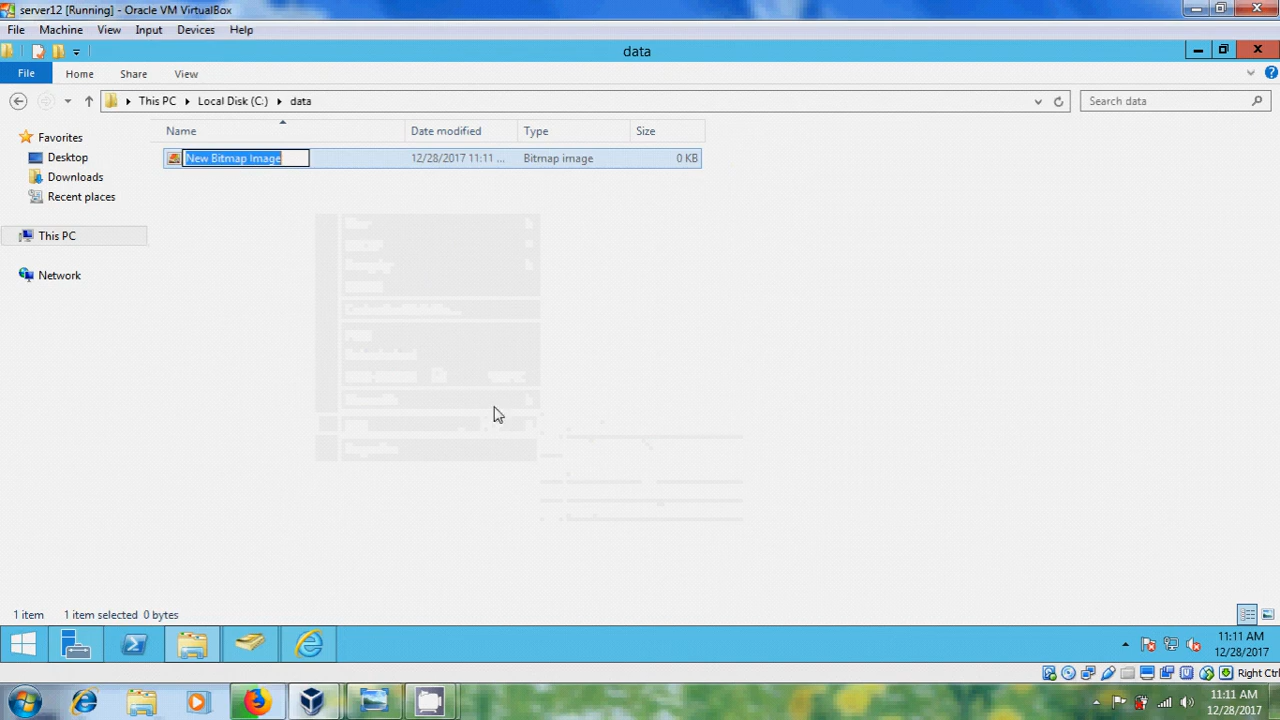 server12 [Running] - Oracle VM VirtualBox
File Machine View Input Devices Help
data
File Home Share View
This PC Local Disk (C:) data
Search data
Name Date modified Type Size
New Bitmap Image 12/28/2017 11:11 ... Bitmap image 0 KB
Favorites
Desktop
Downloads
Recent places
This PC
Network
1 item 1 item selected 0 bytes
11:11 AM
12/28/2017
Right Ctrl
11:11 AM
12/28/2017